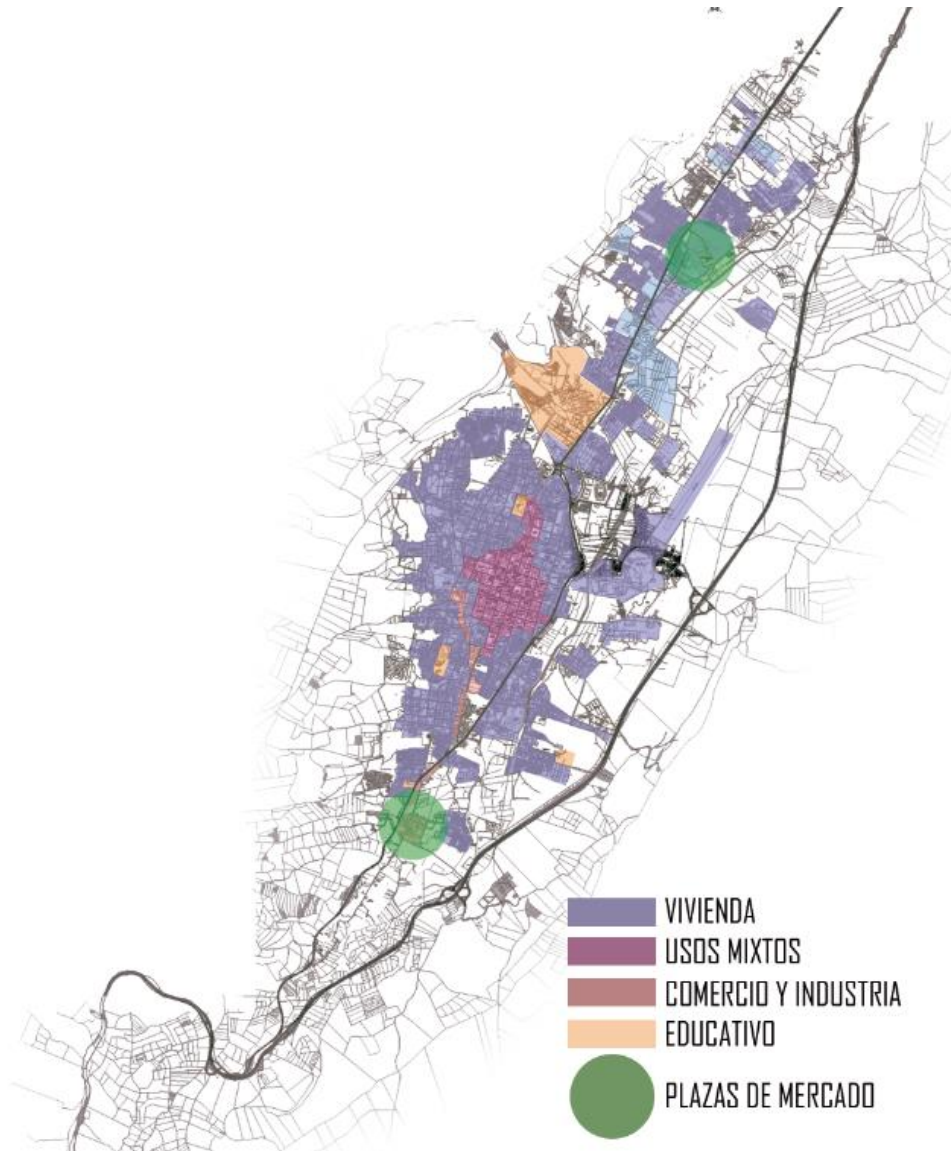 VIVIENDA
USOS MIXTOS
COMERCIO Y INDUSTRIA
EDUCATIVO
PLAZAS DE MERCADO